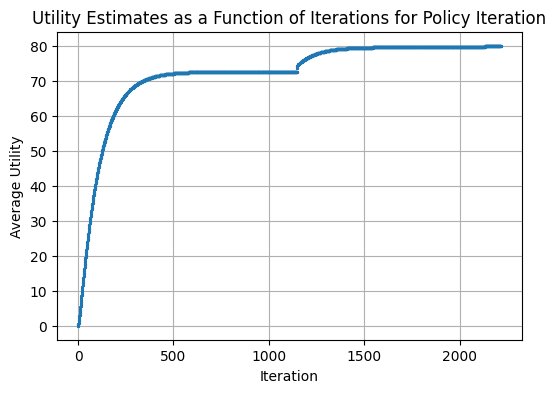 Utility Estimates as a Function of Iterations for Policy Iteration
Average Utility
80
70
60
50
40
30
20
10
0
0 500 1000 1500 2000
Iteration